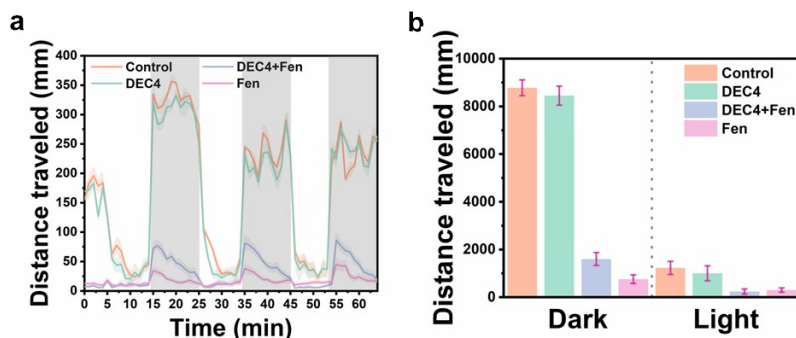 a
Distance traveled (mm)
400
350
300
250
200
150
100
50
0
Control
DEC4+Fen
DEC4
Fen
0 5 10 15 20 25 30 35 40 45 50 55 60
Time (min)
b
Distance traveled (mm)
10000
8000
6000
4000
2000
0
Control
DEC4
DEC4+Fen
Fen
Dark Light